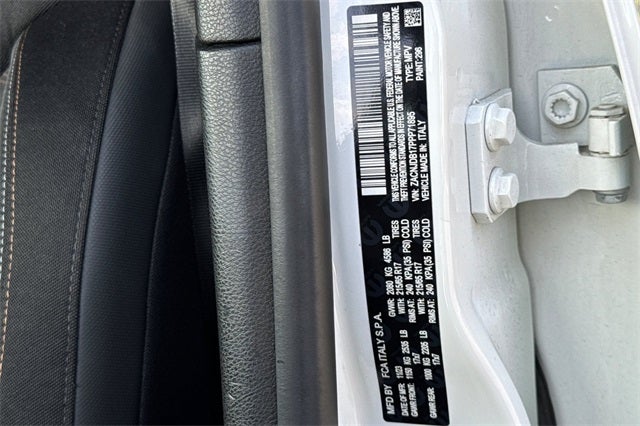 MFD BY FCA ITALY S.P.A.
DATE OF MFR: 11/23 GVWR: 2080 KG 4586 LB
GAWR FRONT: 1150 KG 2535 LB WITH: 215/65 R17 TIRES
17x7 RIMS AT: 240 KPA (35 PSI) COLD
GAWR REAR: 1000 KG 2205 LB WITH: 215/65 R17 TIRES
17x7 RIMS AT: 240 KPA (35 PSI) COLD
THIS VEHICLE CONFORMS TO ALL APPLICABLE U.S. FEDERAL MOTOR VEHICLE SAFETY AND
THEFT PREVENTION STANDARDS IN EFFECT ON THE DATE OF MANUFACTURE SHOWN ABOVE.
VIN: ZACNJDB17PPP71895 TYPE: MPV
VEHICLE MADE IN: ITALY PAINT: 296